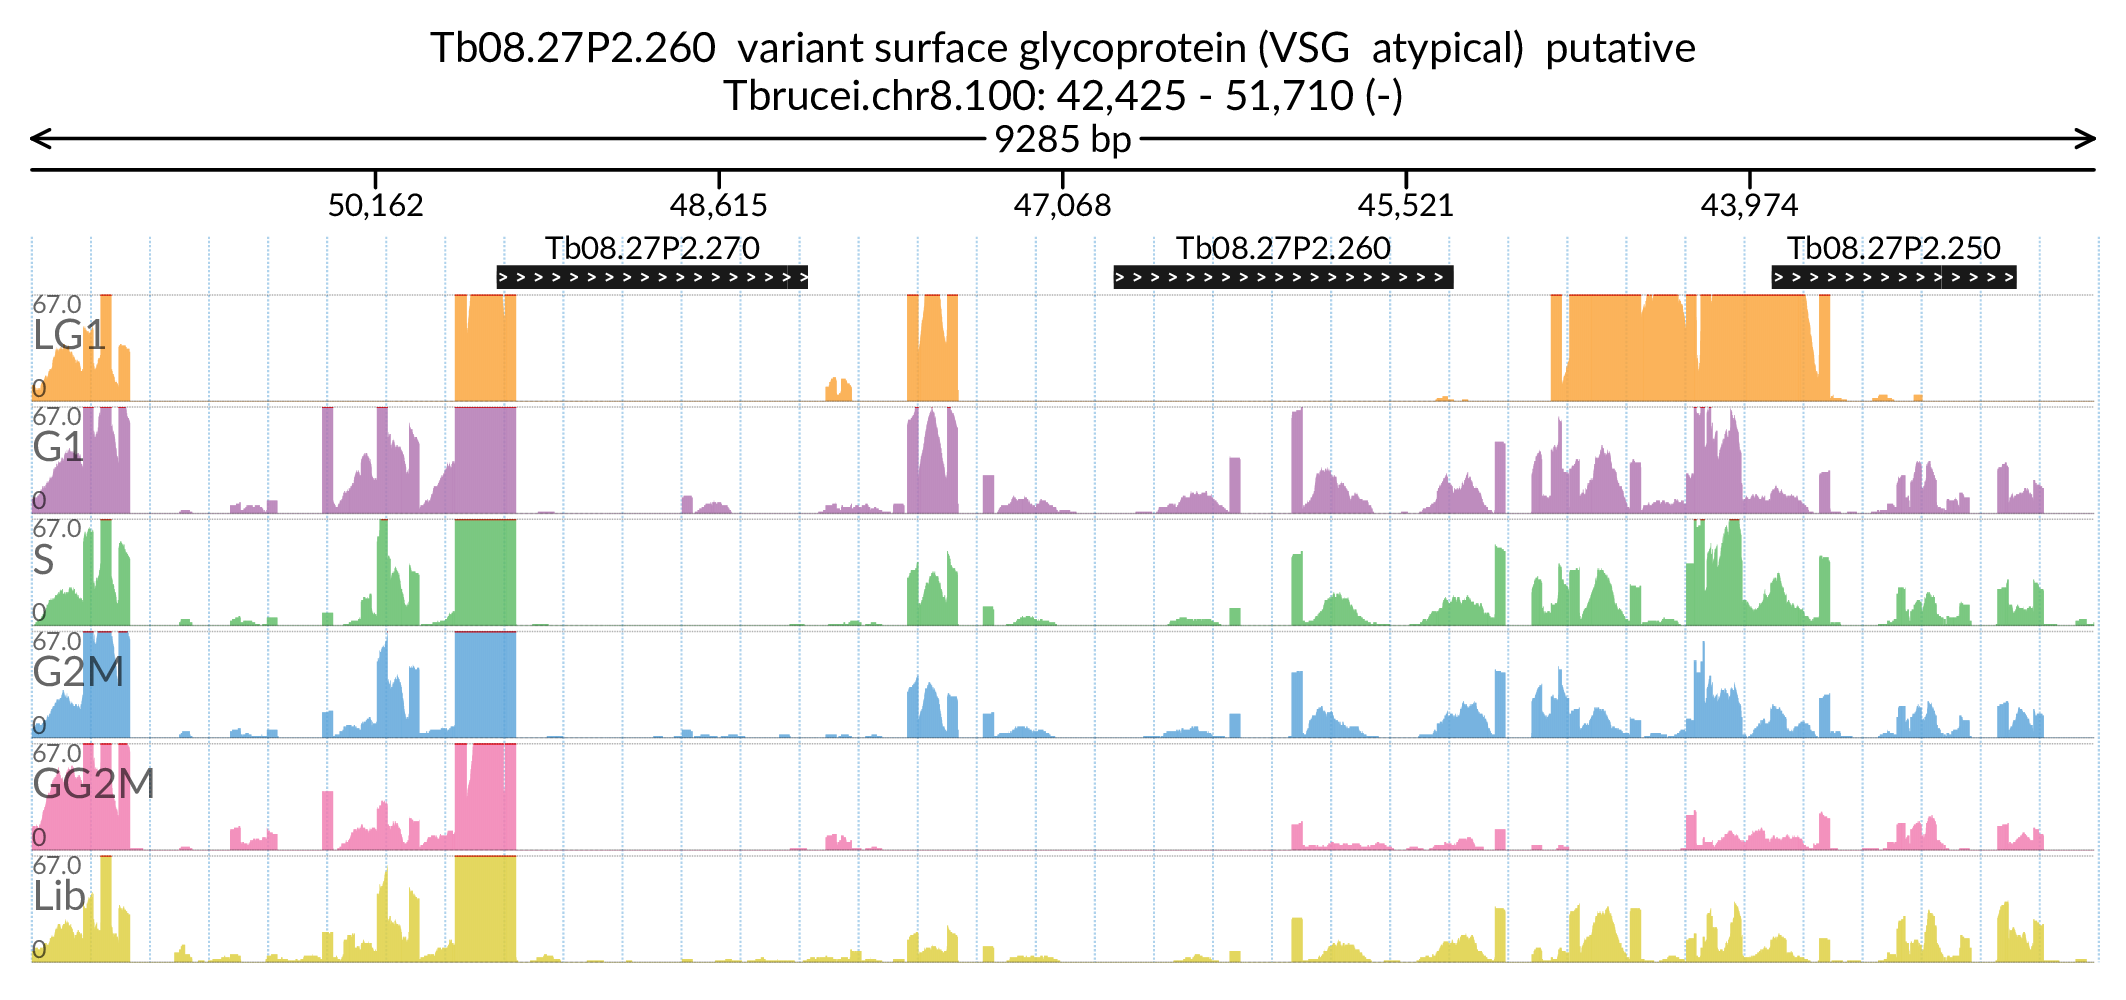 Tb08.27P2.260 variant surface glycoprotein (VSG atypical) putative
Tbrucei.chr8.100: 42,425 - 51,710 (-)
9285 bp
50,162 48,615 47,068 45,521 43,974
Tb08.27P2.270 Tb08.27P2.260 Tb08.27P2.250
67.0
LG1
0
67.0
G1
0
67.0
S
0
67.0
G2M
0
67.0
GG2M
0
67.0
Lib
0